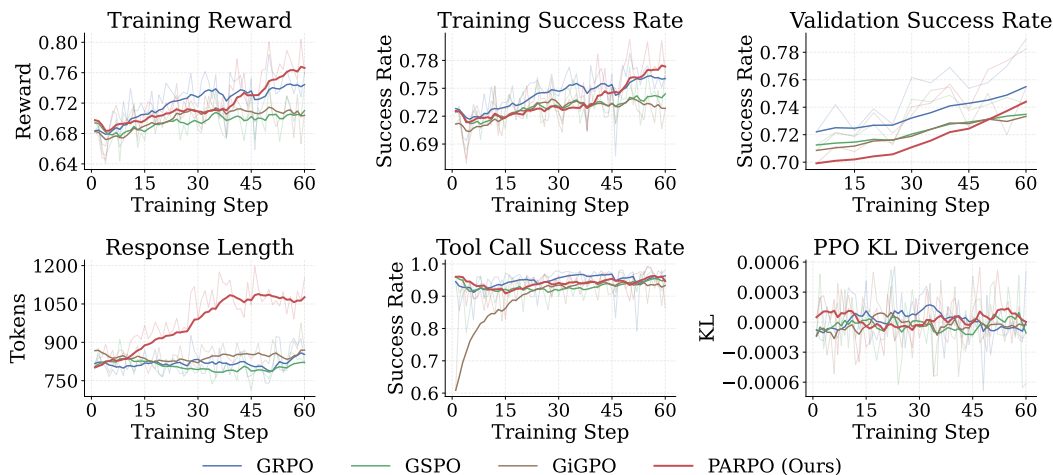 Training Reward
Training Success Rate
Validation Success Rate
Reward
0.80
0.76
0.72
0.68
0.64
1
15
30
45
60
Training Step
Success Rate
0.78
0.75
0.72
0.69
1
15
30
45
60
Training Step
Success Rate
0.78
0.76
0.74
0.72
0.70
15
30
45
60
Training Step
Response Length
Tool Call Success Rate
PPO KL Divergence
Tokens
1200
1050
900
750
1
15
30
45
60
Training Step
Success Rate
1.0
0.9
0.8
0.7
0.6
1
15
30
45
60
Training Step
KL
0.0006
0.0003
0.0000
−0.0003
−0.0006
1
15
30
45
60
Training Step
GRPO
GSPO
GiGPO
PARPO (Ours)